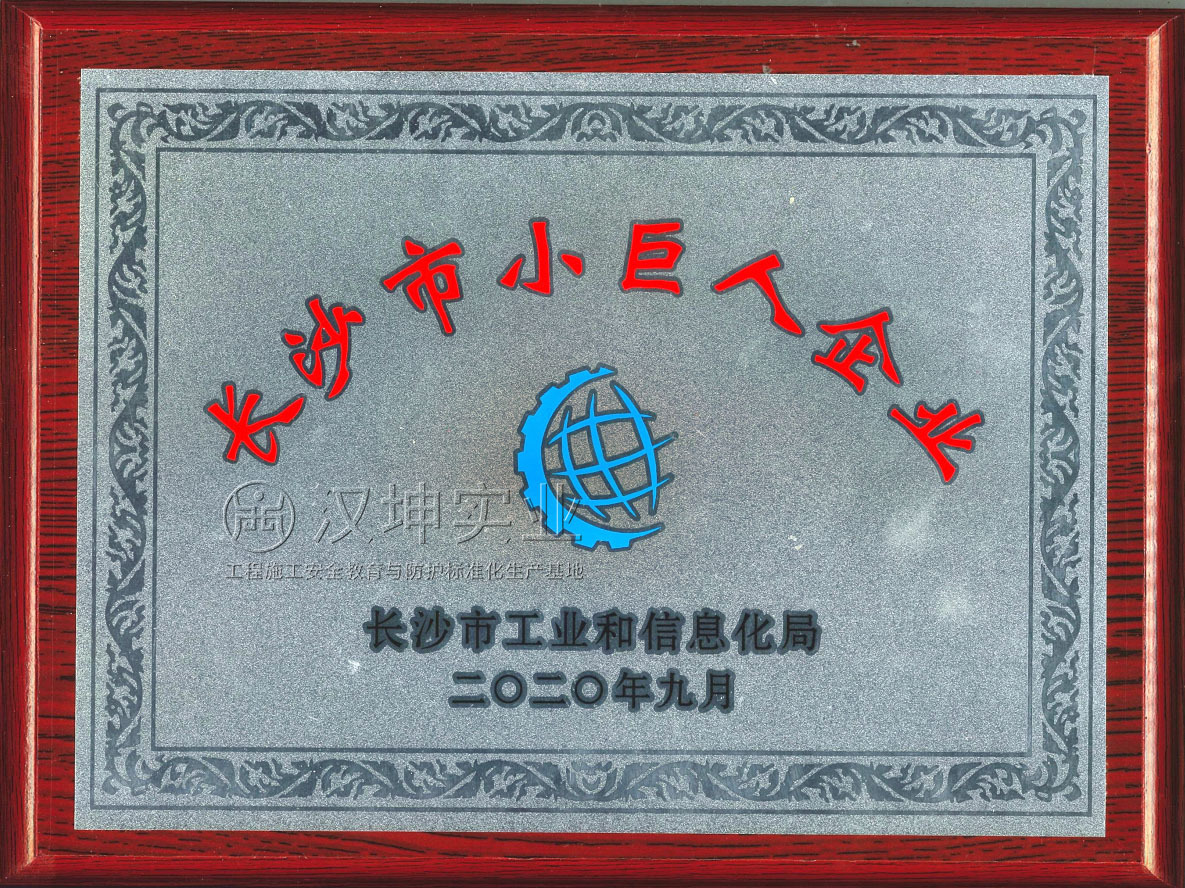 长沙市小巨人企业
汉坤实业
工程施工安全教育与防护标准化生产基地
长沙市工业和信息化局
二〇二〇年九月